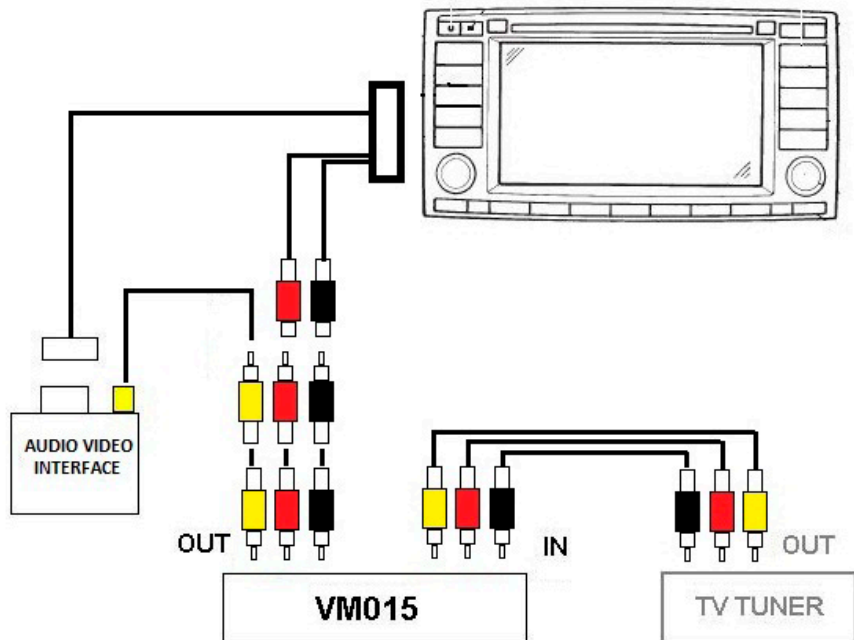 AUDIO VIDEO
INTERFACE
OUT
IN
OUT
VM015
TV TUNER